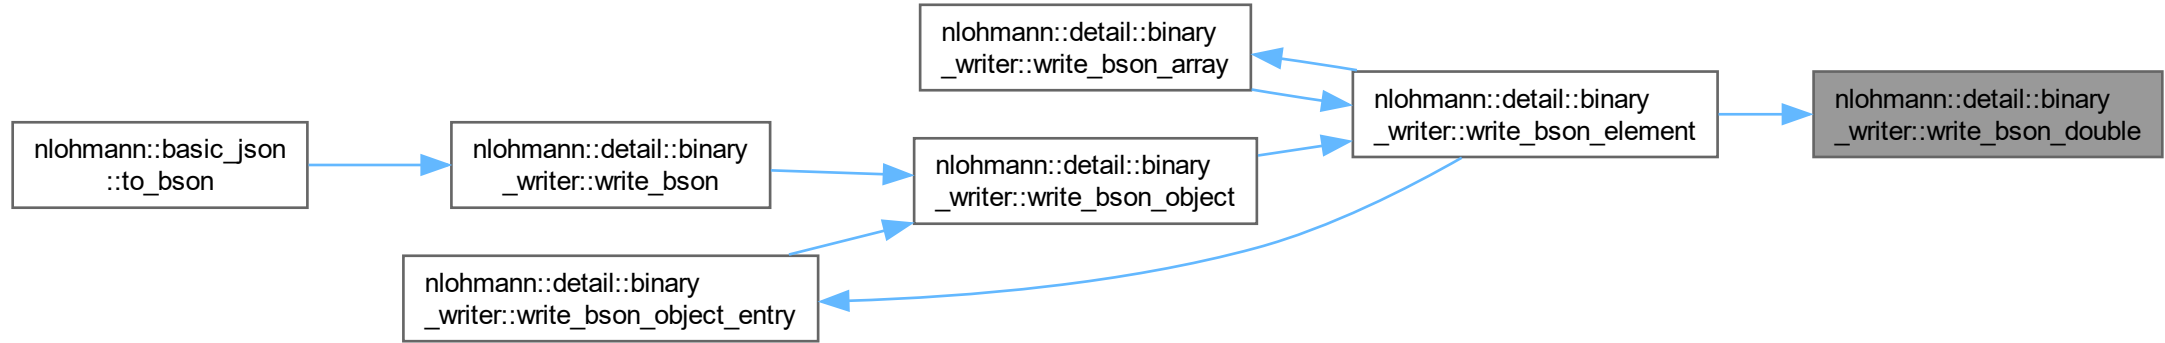 nlohmann::detail::binary
_writer::write_bson_array
nlohmann::detail::binary
_writer::write_bson_element
nlohmann::detail::binary
_writer::write_bson_double
nlohmann::basic_json
::to_bson
nlohmann::detail::binary
_writer::write_bson
nlohmann::detail::binary
_writer::write_bson_object
nlohmann::detail::binary
_writer::write_bson_object_entry